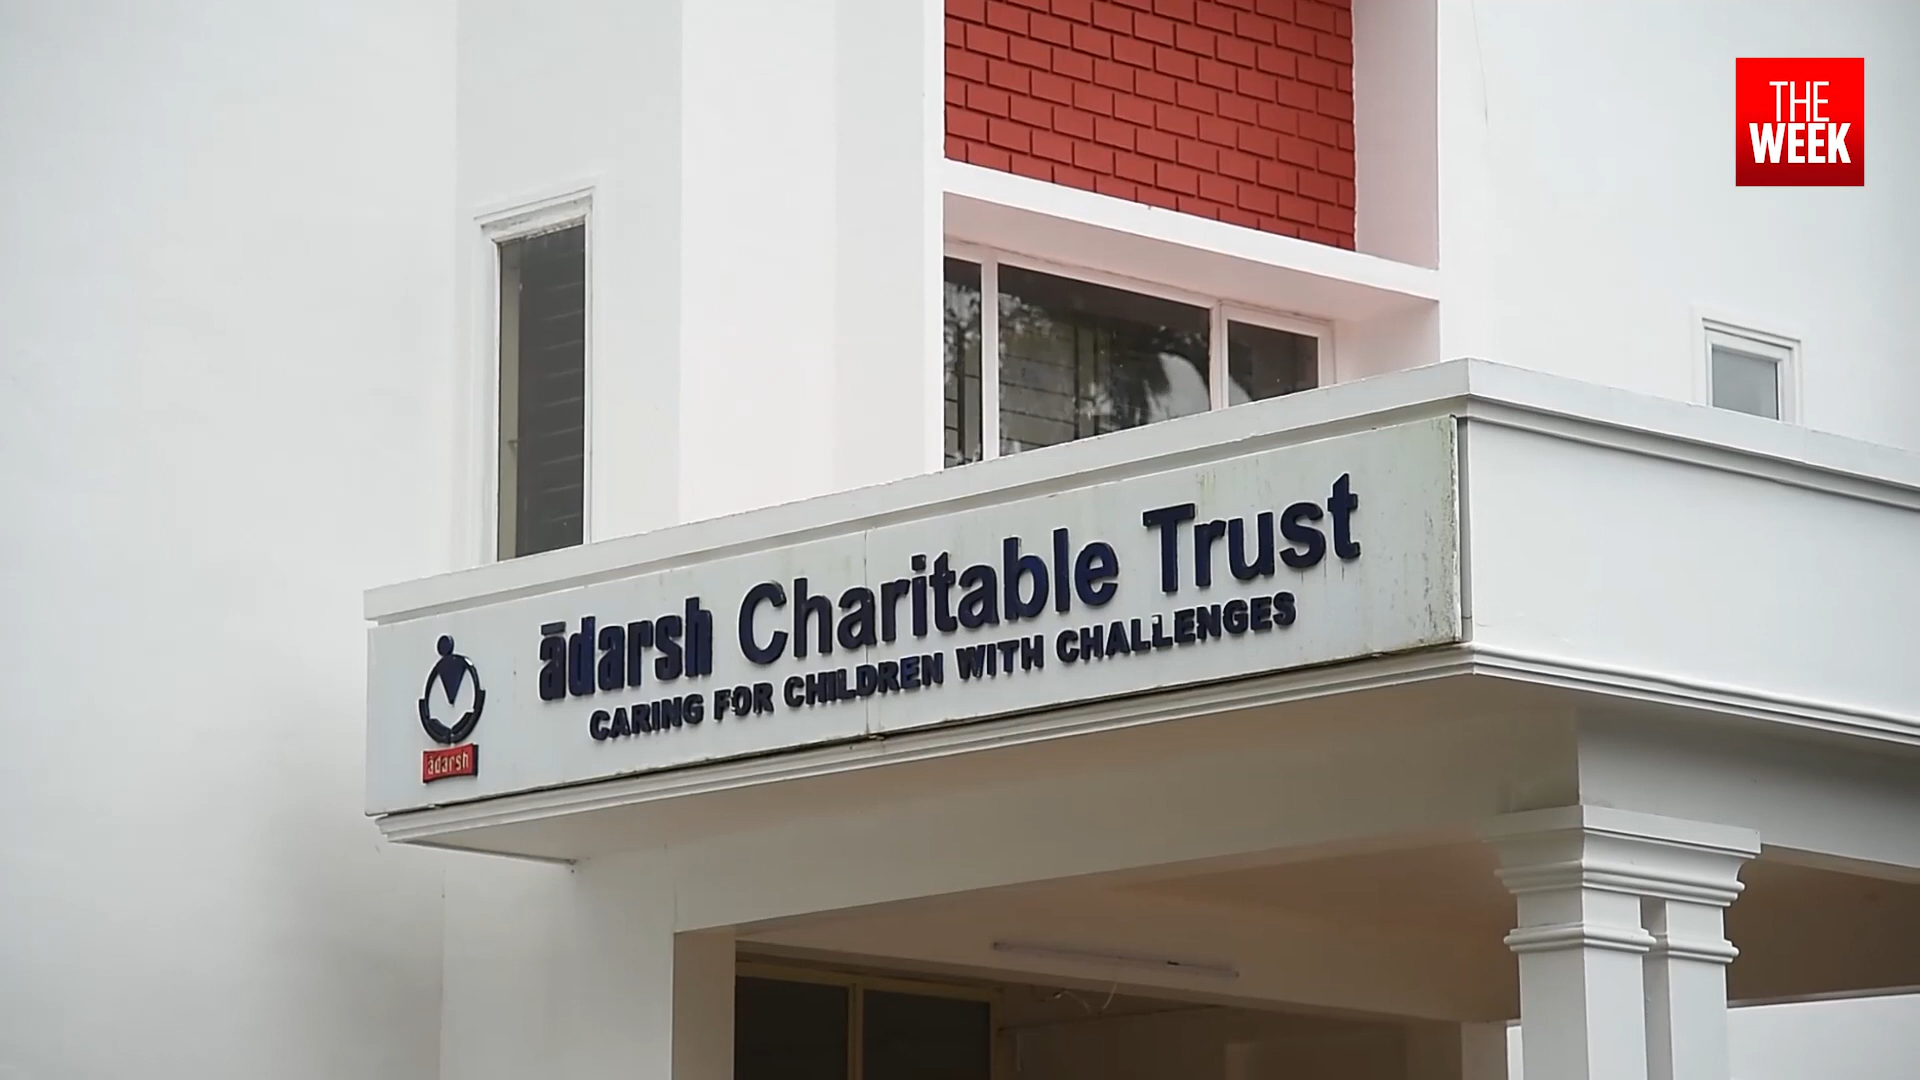 THE
WEEK
ādarsh Charitable Trust
CARING FOR CHILDREN WITH CHALLENGES
ādarsh